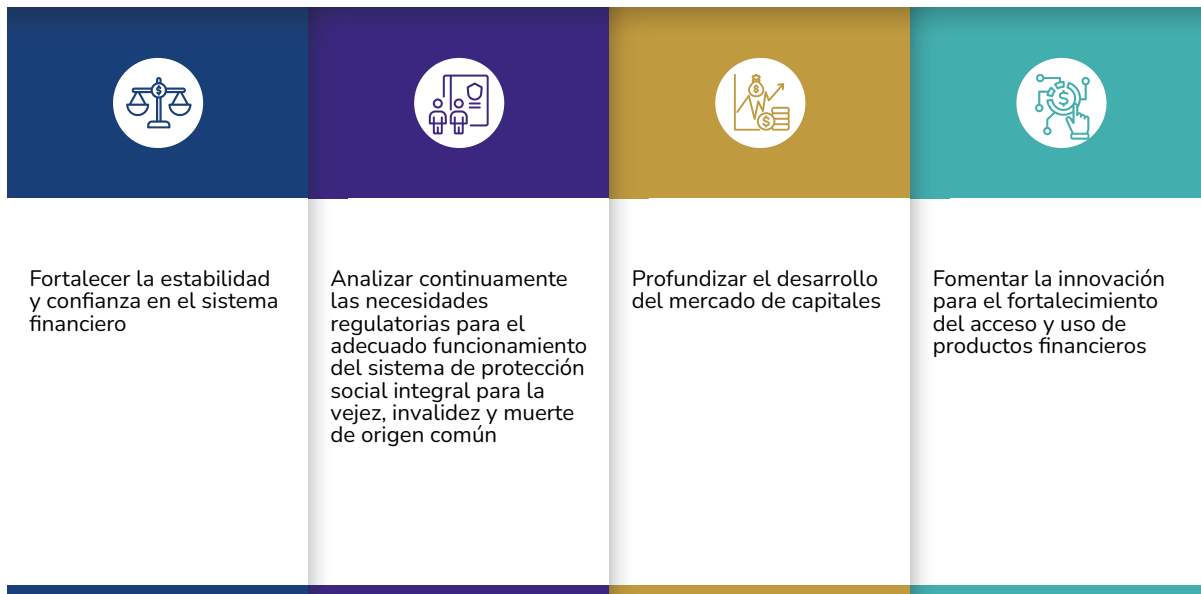 Fortalecer la estabilidad
y confianza en el sistema
financiero
Analizar continuamente
las necesidades
regulatorias para el
adecuado funcionamiento
del sistema de protección
social integral para la
vejez, invalidez y muerte
de origen común
Profundizar el desarrollo
del mercado de capitales
Fomentar la innovación
para el fortalecimiento
del acceso y uso de
productos financieros